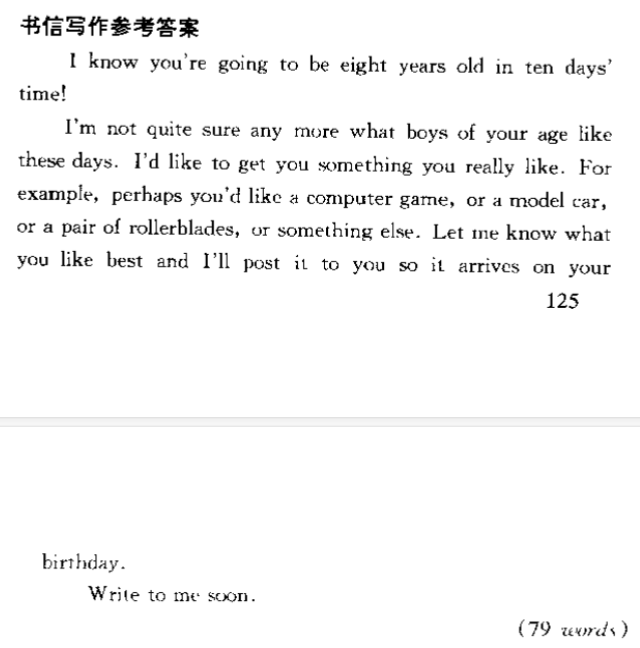 书信写作参考答案
I know you're going to be eight years old in ten days'
time!
I'm not quite sure any more what boys of your age like
these days. I'd like to get you something you really like. For
example, perhaps you'd like a computer game, or a model car,
or a pair of rollerblades, or something else. Let me know what
you like best and I'll post it to you so it arrives on your
125
birthday.
Write to me soon.
(79 words)